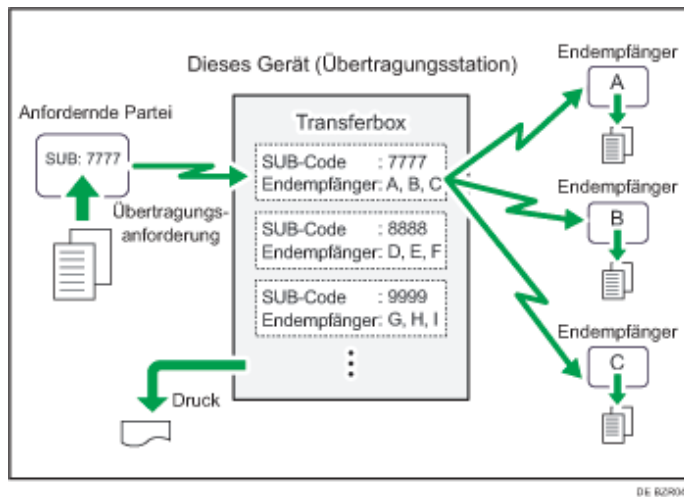 Dieses Gerät (Übertragungsstation)
Anfordernde Partei
SUB: 7777
Übertragungs-
anforderung
Transferbox
SUB-Code : 7777
Endempfänger: A, B, C
SUB-Code : 8888
Endempfänger: D, E, F
SUB-Code : 9999
Endempfänger: G, H, I
Druck
Endempfänger
A
Endempfänger
B
Endempfänger
C